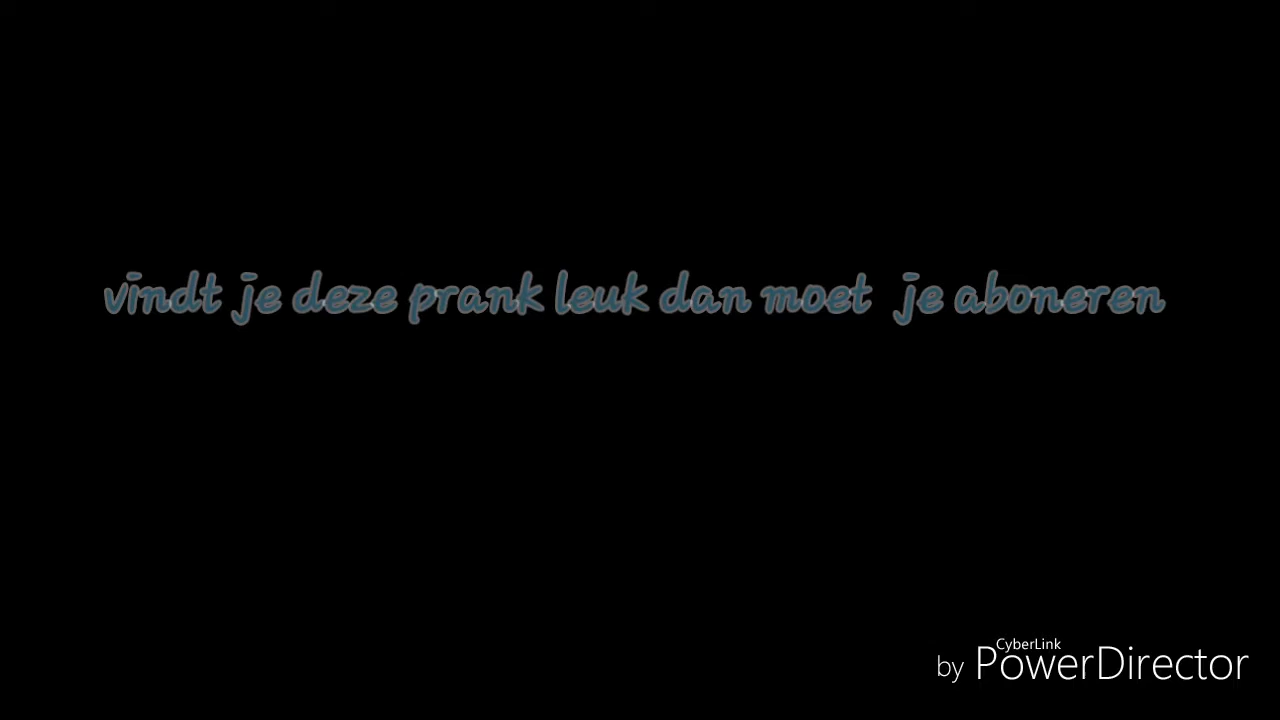 vindt je deze prank leuk dan moet je aboneren
CyberLink
by PowerDirector